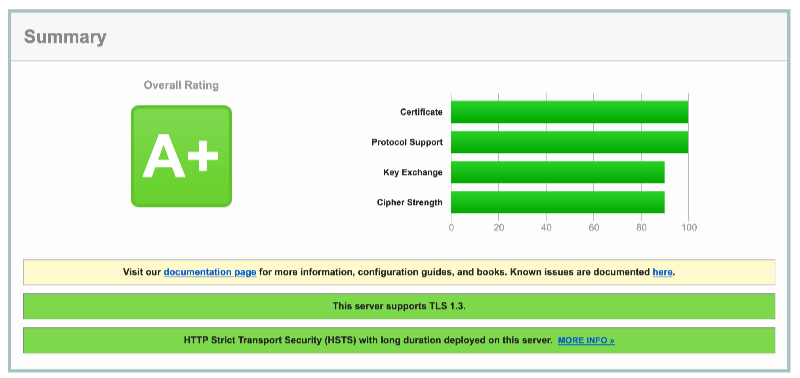 Summary
Overall Rating
A+
Certificate
Protocol Support
Key Exchange
Cipher Strength
0 20 40 60 80 100
Visit our documentation page for more information, configuration guides, and books. Known issues are documented here.
This server supports TLS 1.3.
HTTP Strict Transport Security (HSTS) with long duration deployed on this server. MORE INFO »